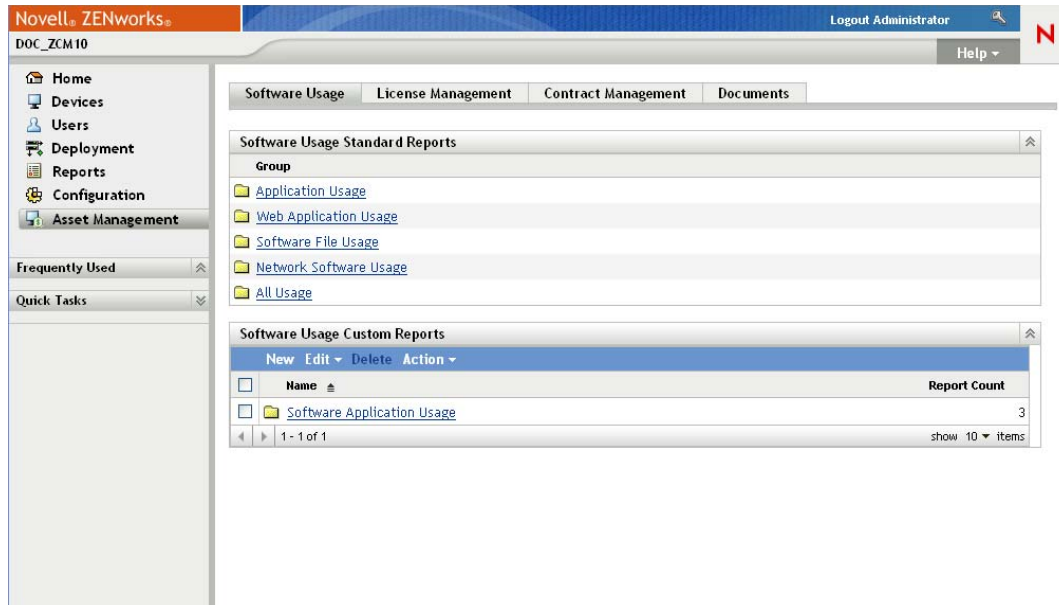 Novell® ZENworks®
Logout Administrator
DOC_ZCM10
N
Help
Home
Devices
Users
Deployment
Reports
Configuration
Asset Management
Frequently Used
Quick Tasks
Software Usage License Management Contract Management Documents
Software Usage Standard Reports
Group
Application Usage
Web Application Usage
Software File Usage
Network Software Usage
All Usage
Software Usage Custom Reports
New Edit Delete Action
Name Report Count
Software Application Usage 3
1 - 1 of 1 show 10 items